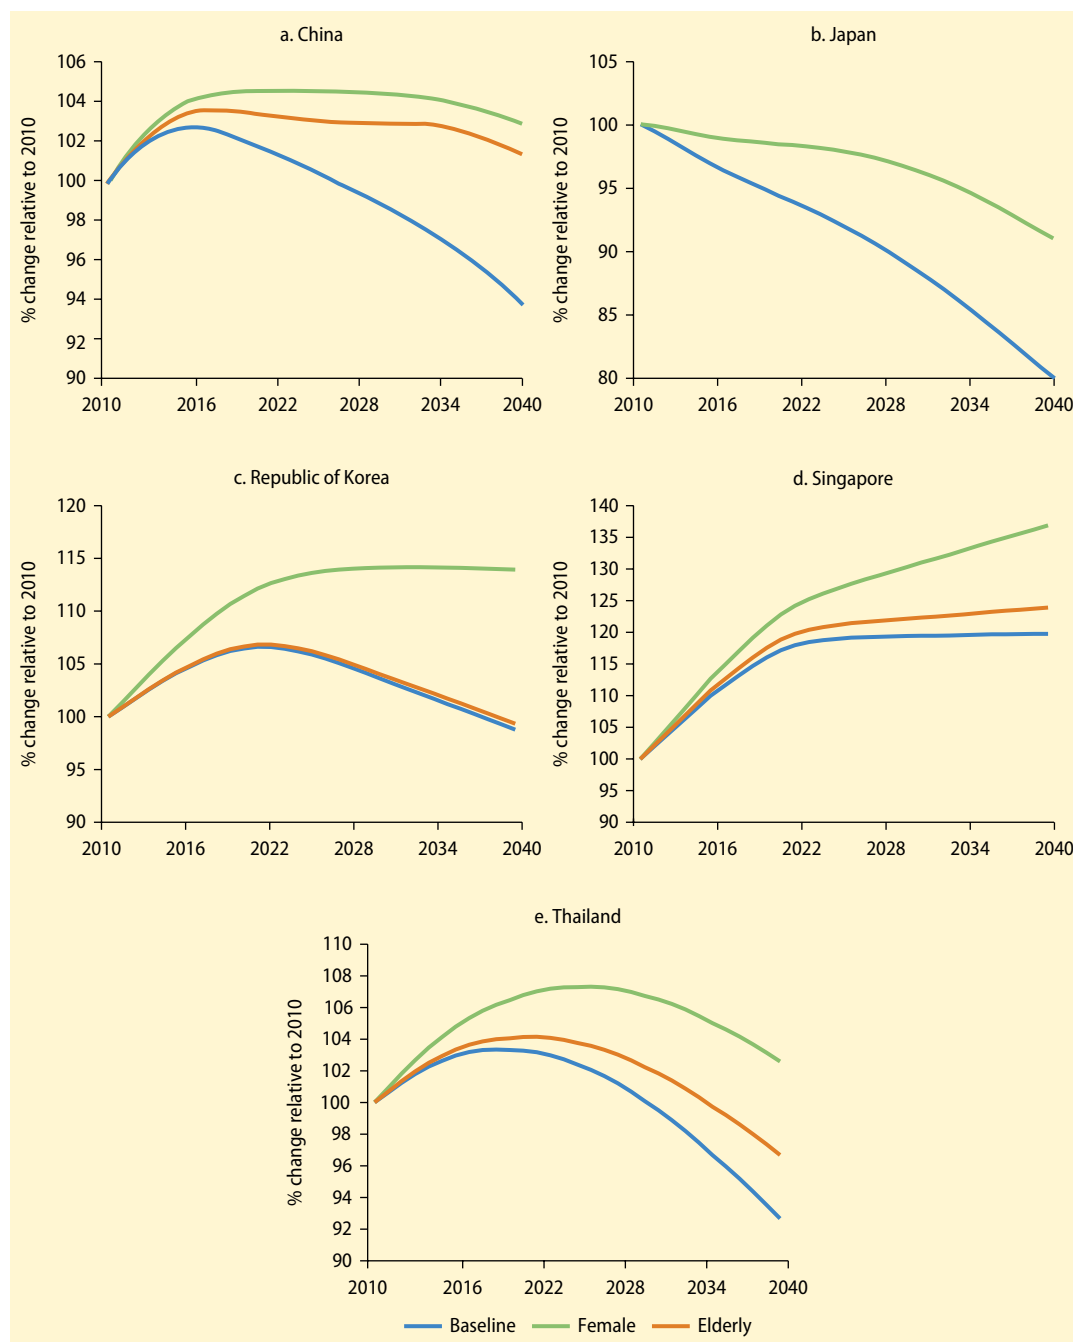 a. China
% change relative to 2010
106
104
102
100
98
96
94
92
90
2010 2016 2022 2028 2034 2040
b. Japan
% change relative to 2010
105
100
95
90
85
80
2010 2016 2022 2028 2034 2040
c. Republic of Korea
% change relative to 2010
120
115
110
105
100
95
90
2010 2016 2022 2028 2034 2040
d. Singapore
% change relative to 2010
140
135
130
125
120
115
110
105
100
95
90
2010 2016 2022 2028 2034 2040
e. Thailand
% change relative to 2010
110
108
106
104
102
100
98
96
94
92
90
2010 2016 2022 2028 2034 2040
Baseline Female Elderly